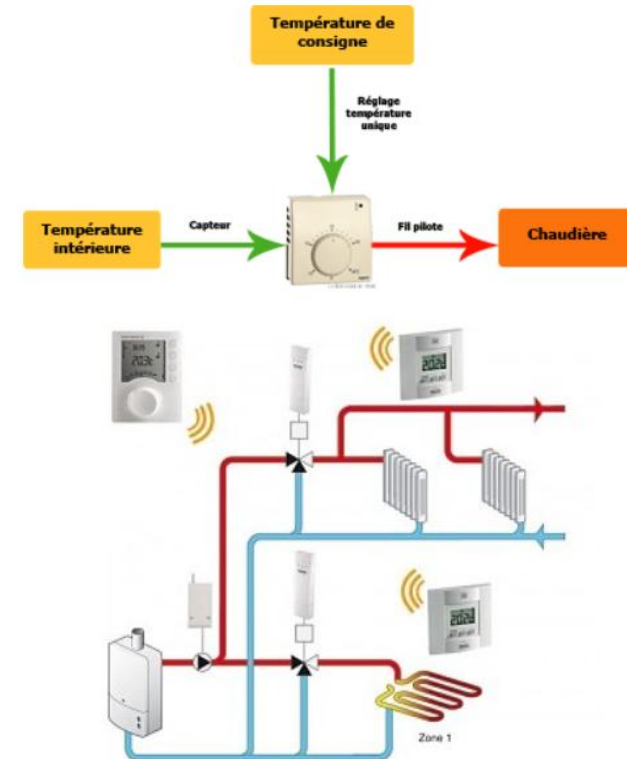 Température de
consigne
Réglage
température
unique
Température
intérieure
Capteur
Fil pilote
Chaudière
Zone 1